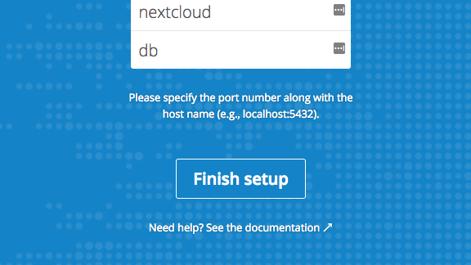 nextcloud
db
Please specify the port number along with the
host name (e.g., localhost:5432).
Finish setup
Need help? See the documentation ↗